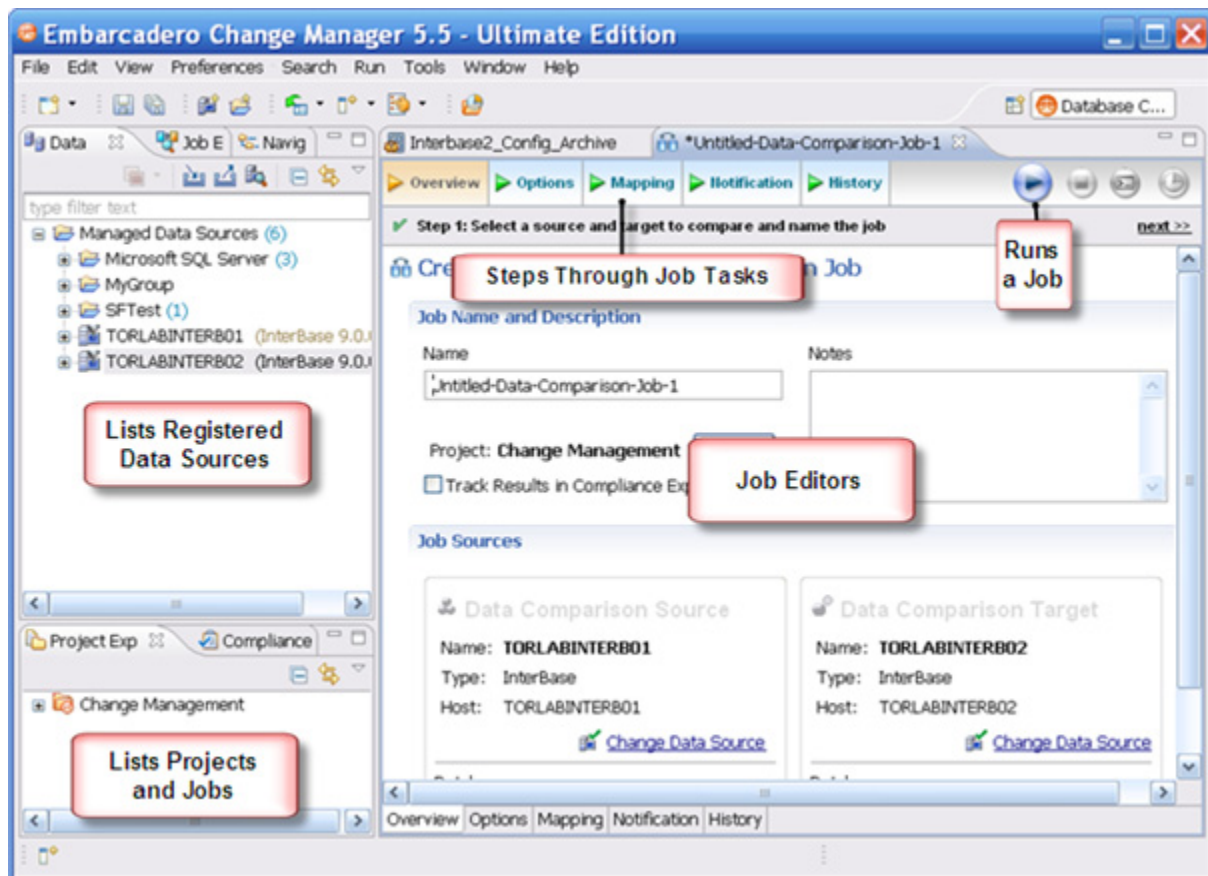 Embarcadero Change Manager 5.5 - Ultimate Edition
File Edit View Preferences Search Run Tools Window Help
Database C...
Data Job E Navig
Interbase2_Config_Archive *Untitled-Data-Comparison-Job-1
Overview Options Mapping Notification History
type filter text
Step 1: Select a source and target to compare and name the job next >>
Managed Data Sources (6)
Microsoft SQL Server (3)
MyGroup
SFTest (1)
TORLABINTERB01 (InterBase 9.0.
TORLABINTERB02 (InterBase 9.0.
Lists Registered
Data Sources
Cre
n Job
Steps Through Job Tasks
Runs
a Job
Job Name and Description
Name
Notes
Untitled-Data-Comparison-Job-1
Project: Change Management
Track Results in Compliance Exp
Job Editors
Job Sources
Data Comparison Source
Name: TORLABINTERB01
Type: InterBase
Host: TORLABINTERB01
Change Data Source
Data Comparison Target
Name: TORLABINTERB02
Type: InterBase
Host: TORLABINTERB02
Change Data Source
Overview Options Mapping Notification History
Project Exp Compliance
Change Management
Lists Projects
and Jobs